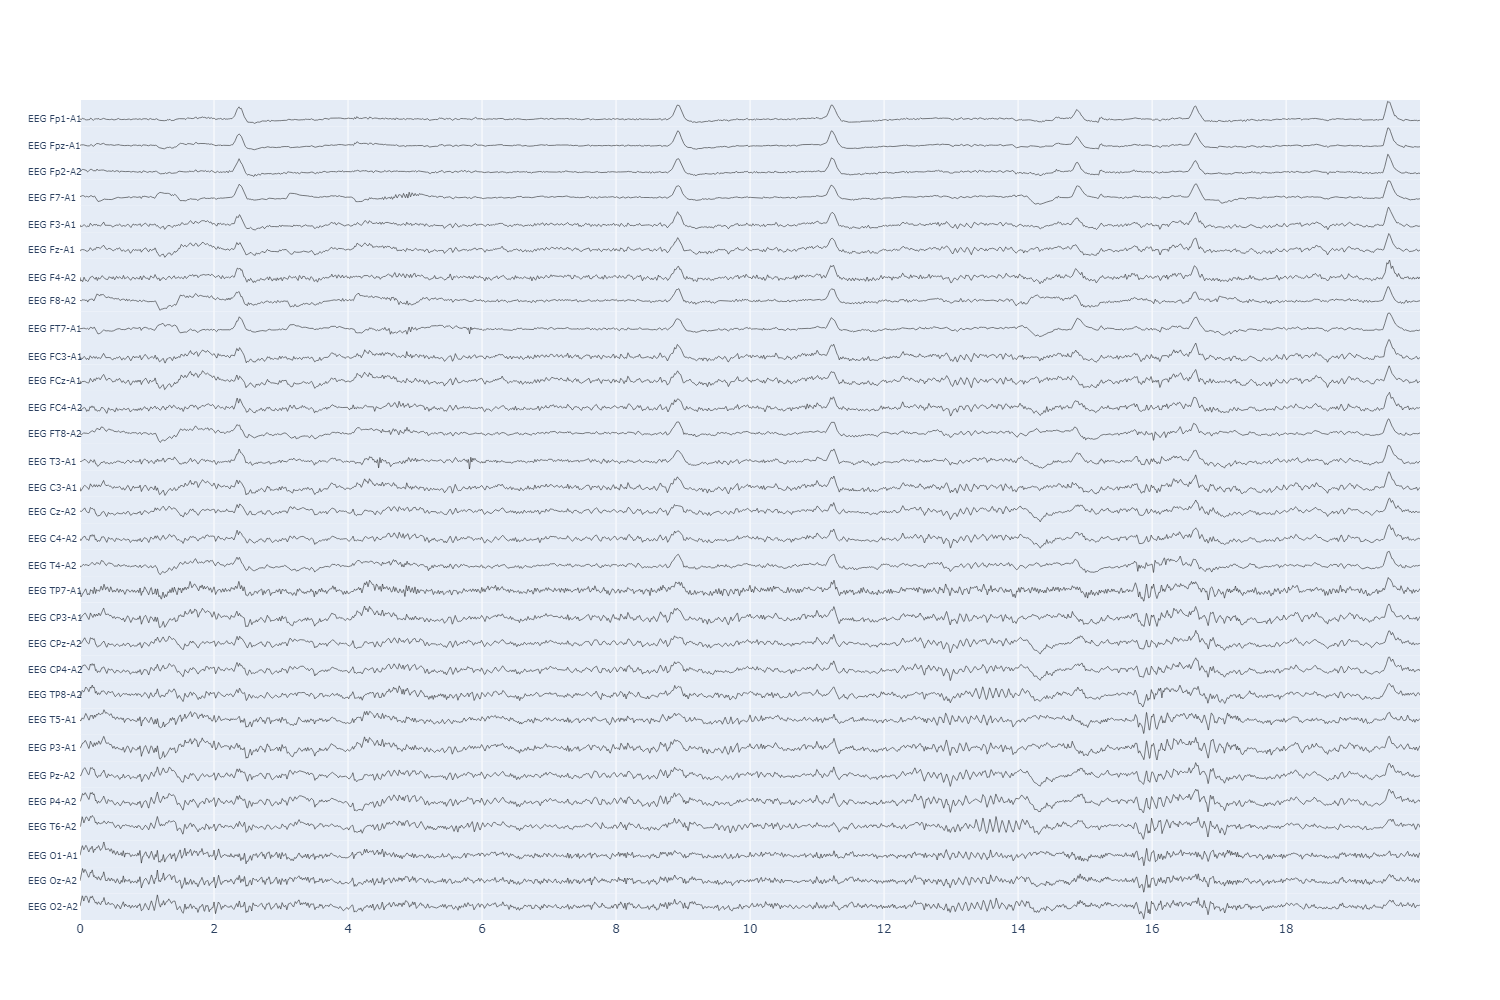 EEG Fp1-A1
EEG Fpz-A1
EEG Fp2-A2
EEG F7-A1
EEG F3-A1
EEG Fz-A1
EEG F4-A2
EEG F8-A2
EEG FT7-A1
EEG FC3-A1
EEG FCz-A1
EEG FC4-A2
EEG FT8-A2
EEG T3-A1
EEG C3-A1
EEG Cz-A2
EEG C4-A2
EEG T4-A2
EEG TP7-A1
EEG CP3-A1
EEG CPz-A2
EEG CP4-A2
EEG TP8-A2
EEG T5-A1
EEG P3-A1
EEG Pz-A2
EEG P4-A2
EEG T6-A2
EEG O1-A1
EEG Oz-A2
EEG O2-A2
0 2 4 6 8 10 12 14 16 18